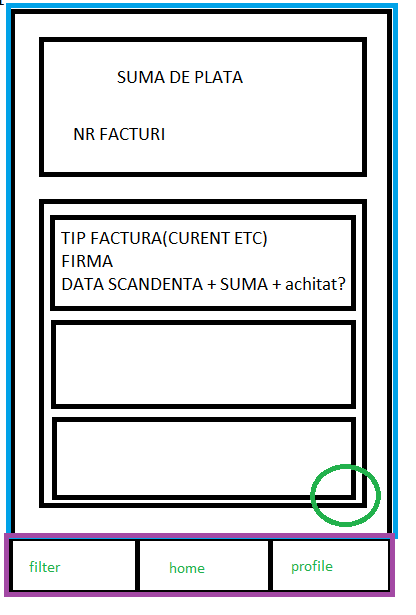 SUMA DE PLATA
NR FACTURI
TIP FACTURA(CURENT ETC)
FIRMA
DATA SCANDENTA + SUMA + achitat?
filter
home
profile